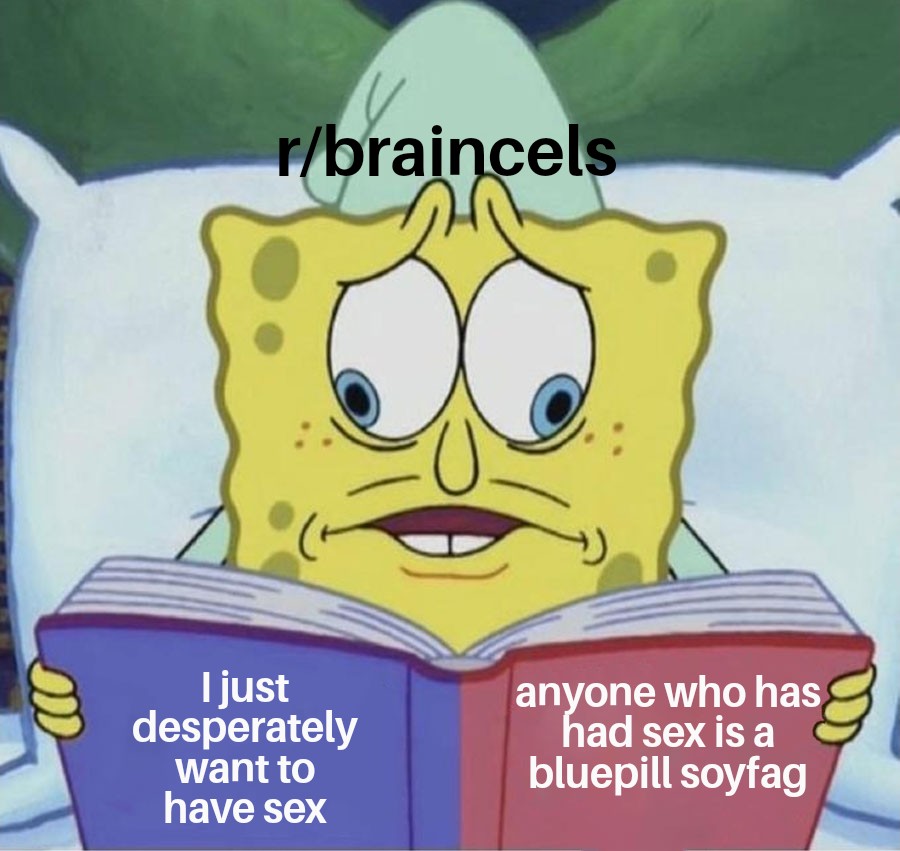 r/braincels
I just
desperately
want to
have sex
anyone who has
had sex is a
bluepill soyfag